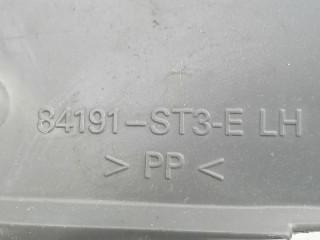 84191-ST3-E LH
> PP <